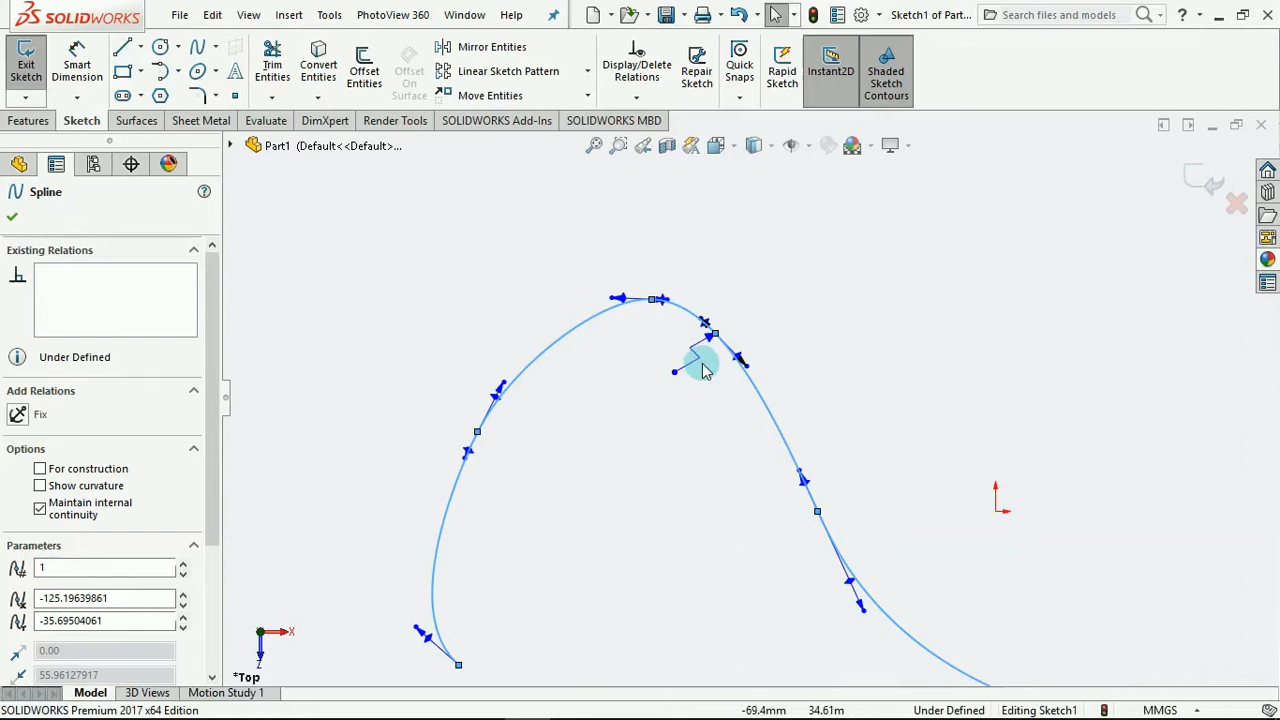 SOLIDWORKS File Edit View Insert Tools PhotoView 360 Window Help Sketch1 of Part... Search files and models ?
Exit Sketch
Smart Dimension
Trim Entities
Convert Entities
Offset Entities
Offset On Surface
Mirror Entities
Linear Sketch Pattern
Move Entities
Display/Delete Relations
Repair Sketch
Quick Snaps
Rapid Sketch
Instant2D
Shaded Sketch Contours
Features Sketch Surfaces Sheet Metal Evaluate DimXpert Render Tools SOLIDWORKS Add-Ins SOLIDWORKS MBD
Part1 (Default<<Default>...
Spline ?
Existing Relations
Under Defined
Add Relations
Fix
Options
For construction
Show curvature
Maintain internal
continuity
Parameters
1
-125.19639861
-35.69504061
0.00
55.96127917
X
Z
*Top
Model 3D Views Motion Study 1
SOLIDWORKS Premium 2017 x64 Edition -69.4mm 34.61m Under Defined Editing Sketch1 MMGS